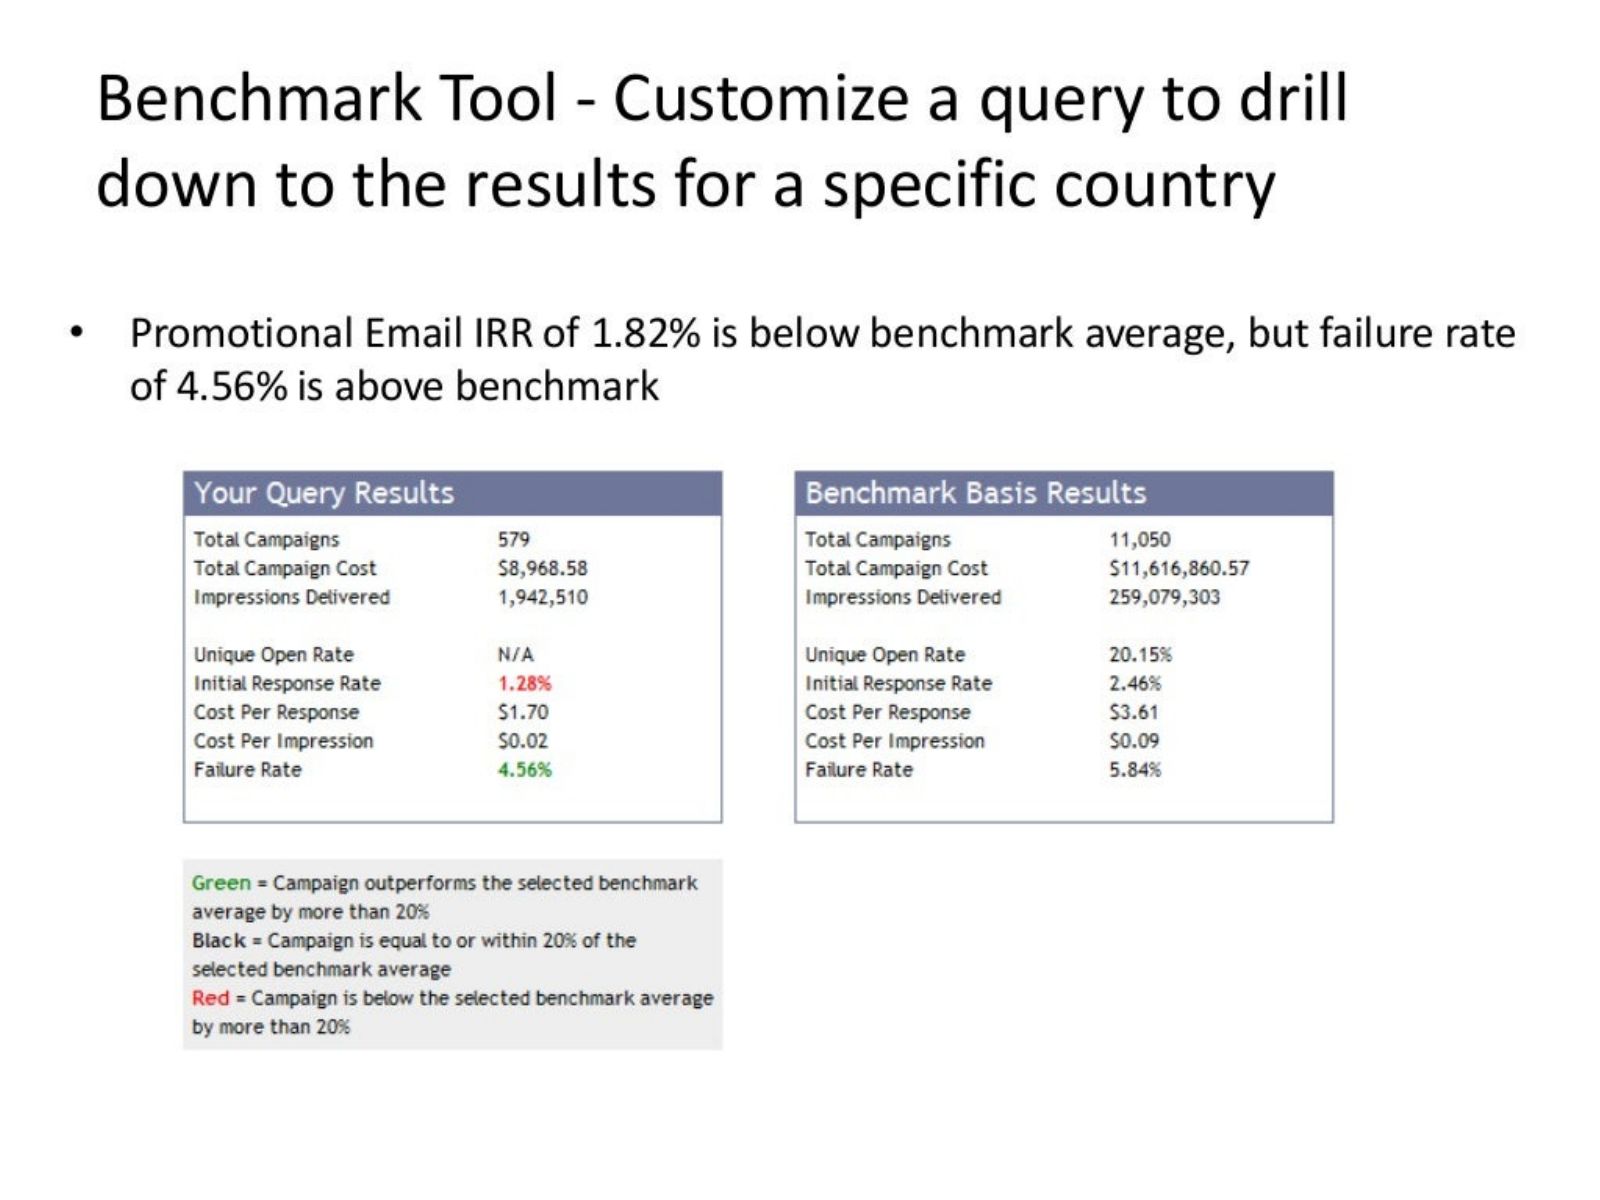 Benchmark Tool - Customize a query to drill
down to the results for a specific country
• Promotional Email IRR of 1.82% is below benchmark average, but failure rate
of 4.56% is above benchmark
Your Query Results
Total Campaigns 579
Total Campaign Cost $8,968.58
Impressions Delivered 1,942,510
Unique Open Rate N/A
Initial Response Rate 1.28%
Cost Per Response $1.70
Cost Per Impression $0.02
Failure Rate 4.56%
Benchmark Basis Results
Total Campaigns 11,050
Total Campaign Cost $11,616,860.57
Impressions Delivered 259,079,303
Unique Open Rate 20.15%
Initial Response Rate 2.46%
Cost Per Response $3.61
Cost Per Impression $0.09
Failure Rate 5.84%
Green = Campaign outperforms the selected benchmark
average by more than 20%
Black = Campaign is equal to or within 20% of the
selected benchmark average
Red = Campaign is below the selected benchmark average
by more than 20%